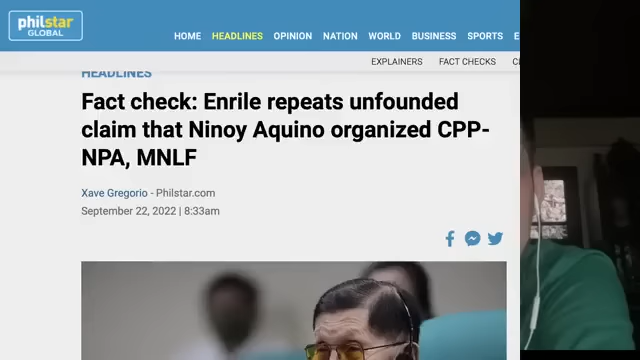 philstar
GLOBAL
HOME HEADLINES OPINION NATION WORLD BUSINESS SPORTS E
EXPLAINERS FACT CHECKS CL
HEADLINES
Fact check: Enrile repeats unfounded
claim that Ninoy Aquino organized CPP-
NPA, MNLF
Xave Gregorio - Philstar.com
September 22, 2022 | 8:33am